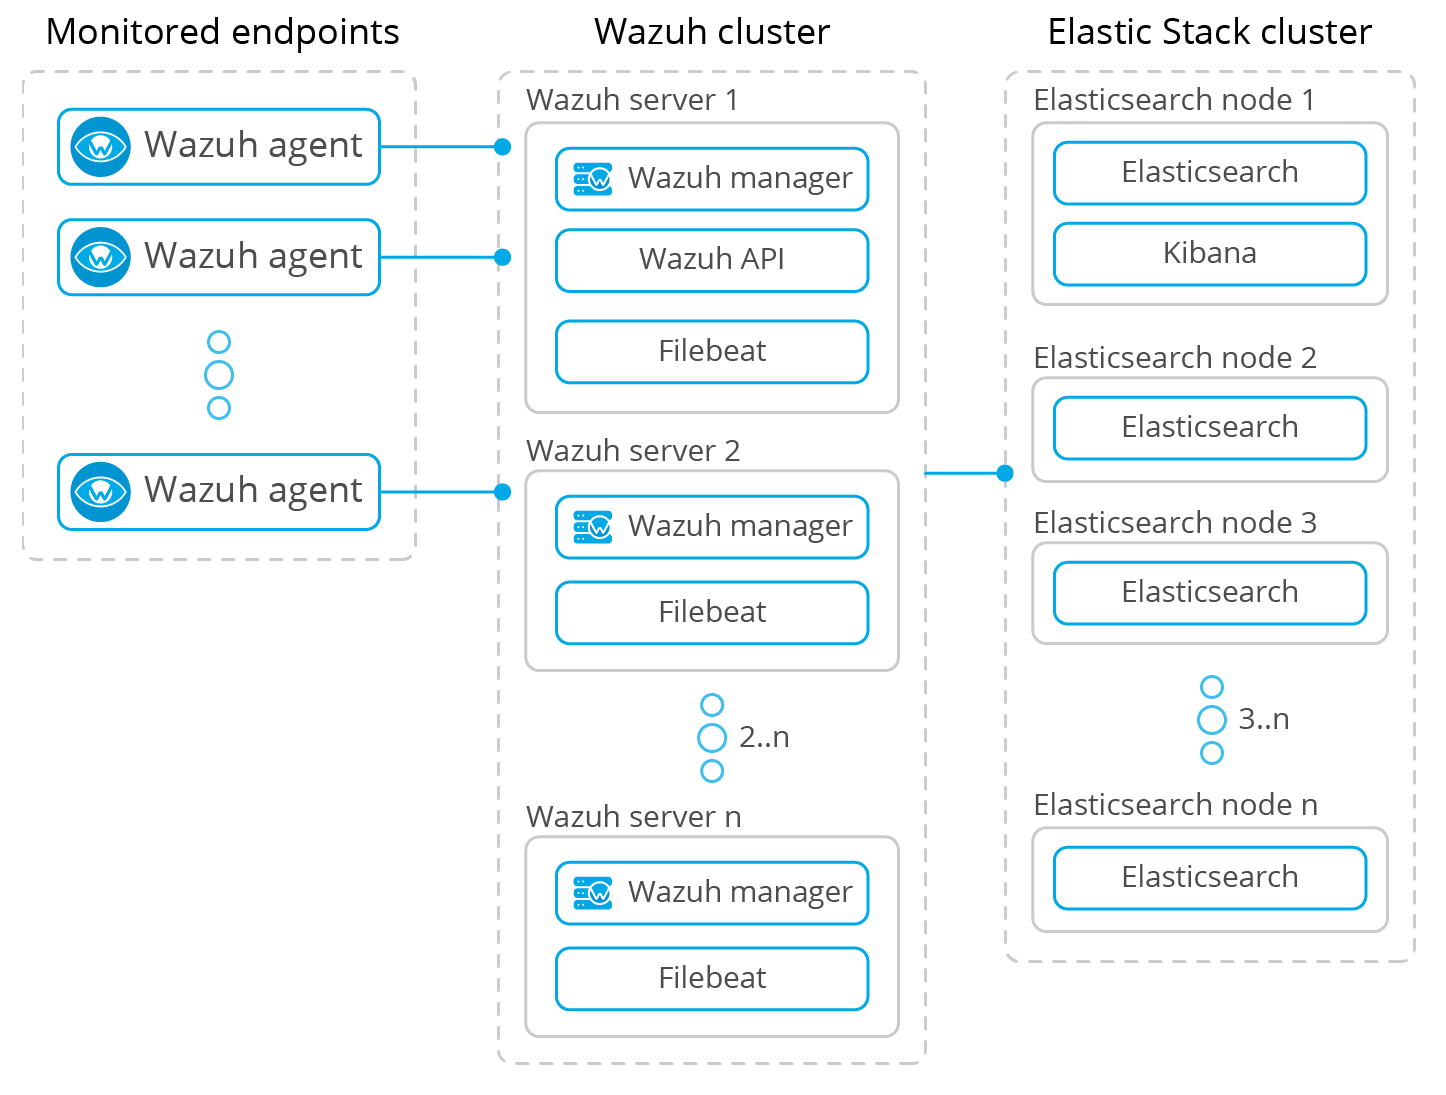 Monitored endpoints
Wazuh agent
Wazuh agent
Wazuh agent
Wazuh cluster
Wazuh server 1
Wazuh manager
Wazuh API
Filebeat
Wazuh server 2
Wazuh manager
Filebeat
2..n
Wazuh server n
Wazuh manager
Filebeat
Elastic Stack cluster
Elasticsearch node 1
Elasticsearch
Kibana
Elasticsearch node 2
Elasticsearch
Elasticsearch node 3
Elasticsearch
3..n
Elasticsearch node n
Elasticsearch